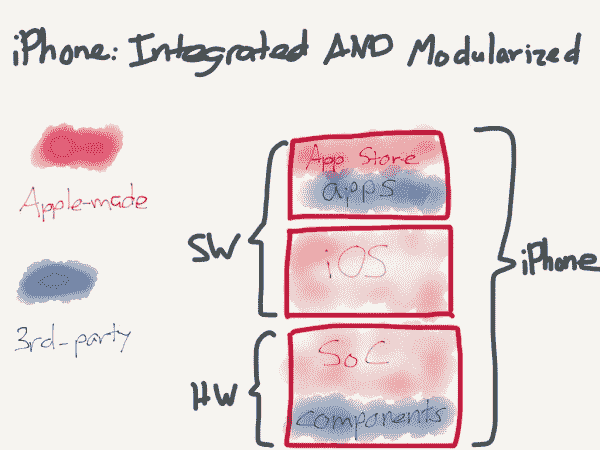 iPhone: Integrated AND Modularized
Apple-made
3rd-party
SW
HW
App Store
apps
iOS
SoC
components
iPhone